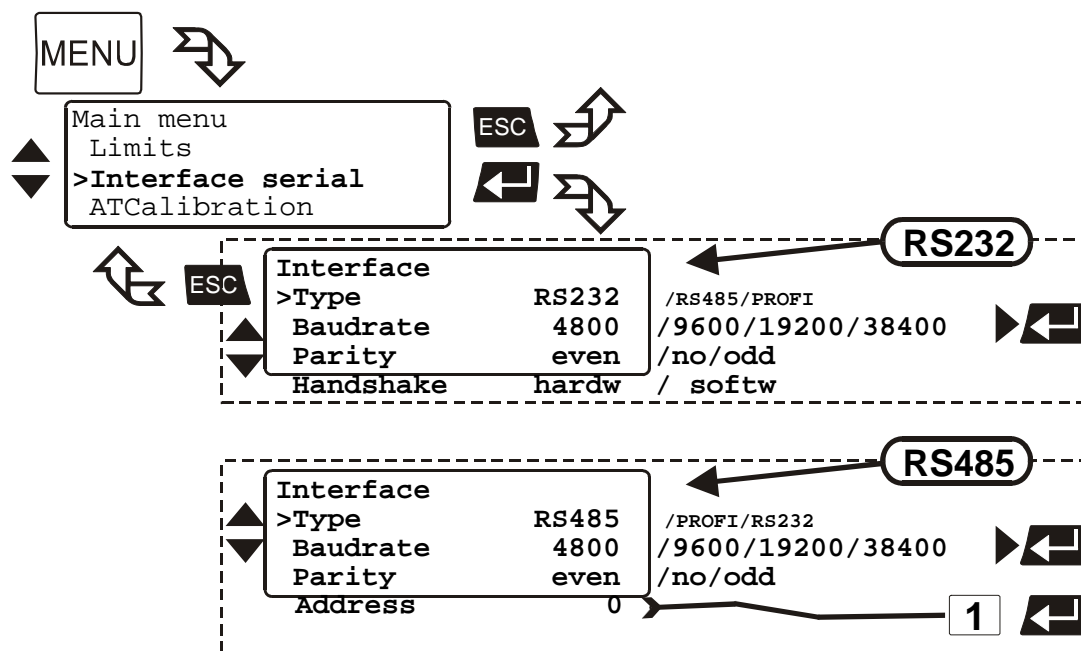 MENU
Main menu
Limits
>Interface serial
ATCalibration
ESC
RS232
ESC
Interface
>Type RS232 /RS485/PROFI
Baudrate 4800 /9600/19200/38400
Parity even /no/odd
Handshake hardw / softw
RS485
Interface
>Type RS485 /PROFI/RS232
Baudrate 4800 /9600/19200/38400
Parity even /no/odd
Address 0 1